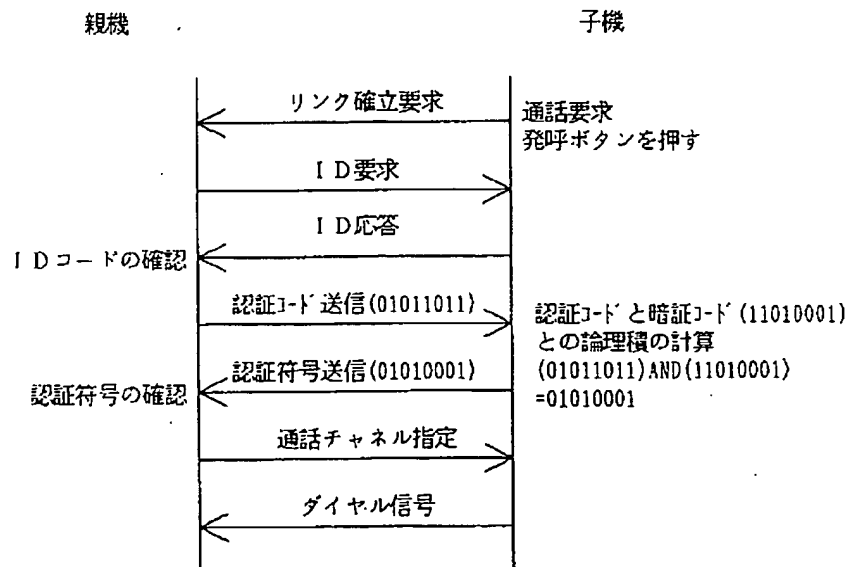 親機
子機
リンク確立要求
通話要求
発呼ボタンを押す
ID要求
ID応答
IDコードの確認
認証コード送信(01011011)
認証コードと暗証コード(11010001)
との論理積の計算
(01011011)AND(11010001)
=01010001
認証符号送信(01010001)
認証符号の確認
通話チャネル指定
ダイヤル信号